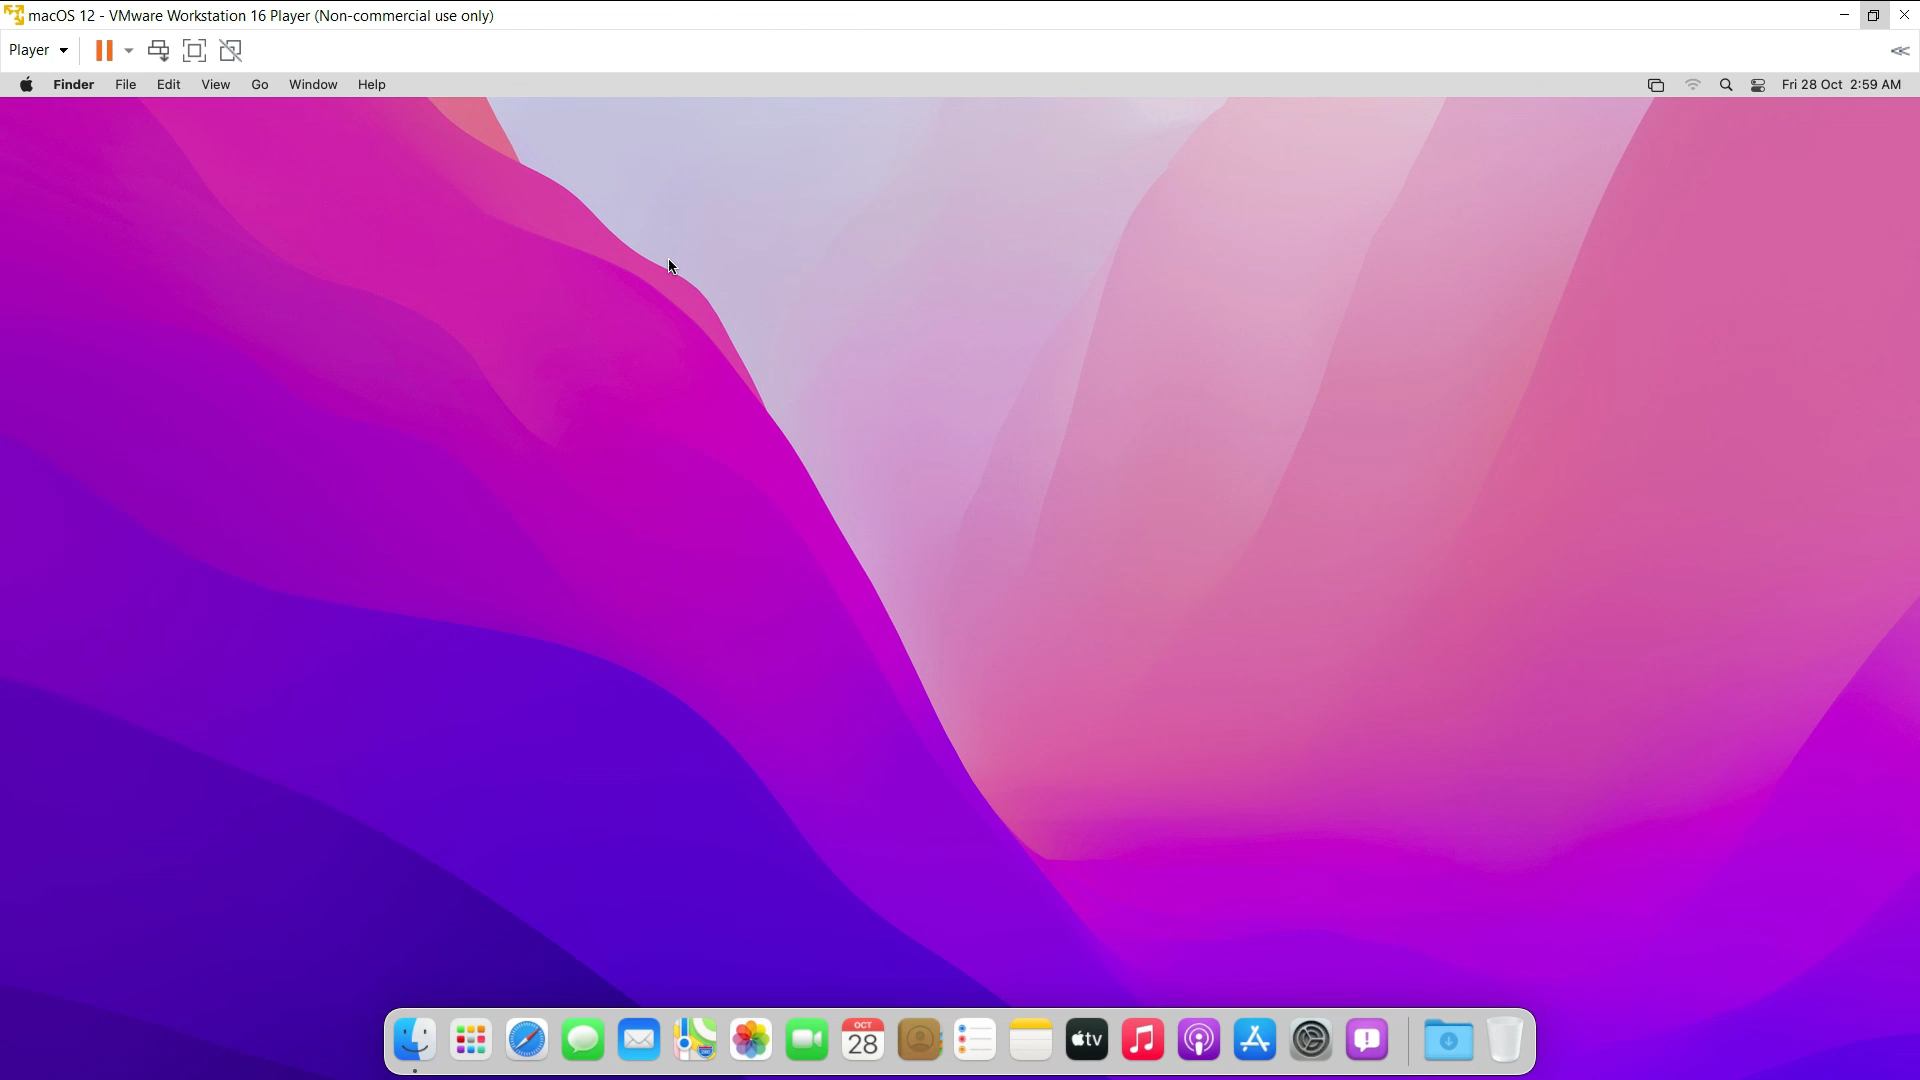 macOS 12 - VMware Workstation 16 Player (Non-commercial use only)
Player
Finder File Edit View Go Window Help Fri 28 Oct 2:59 AM
OCT
28
tv